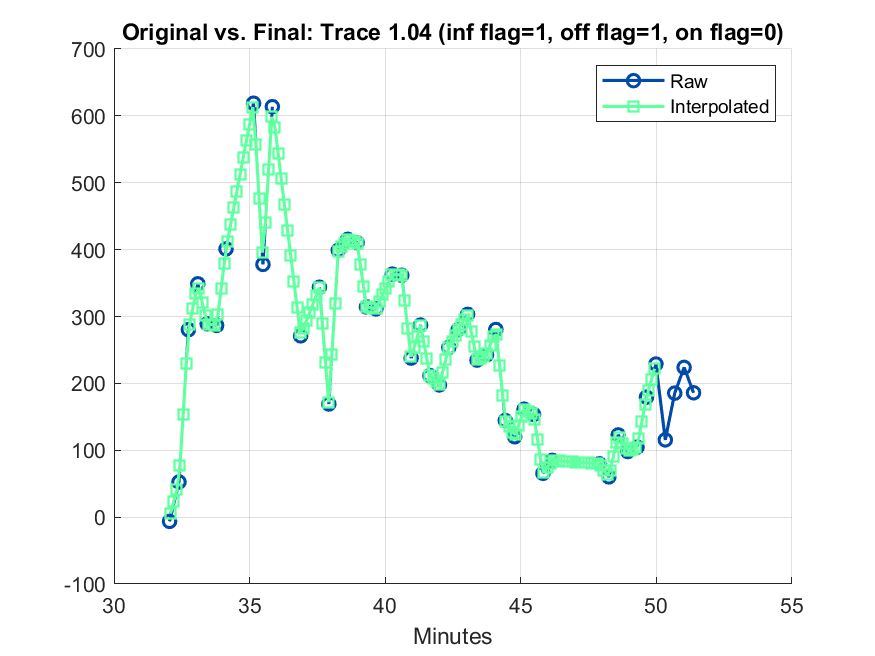 Original vs. Final: Trace 1.04 (inf flag=1, off flag=1, on flag=0)
700
600
500
400
300
200
100
0
-100
30 35 40 45 50 55
Minutes
Raw
Interpolated